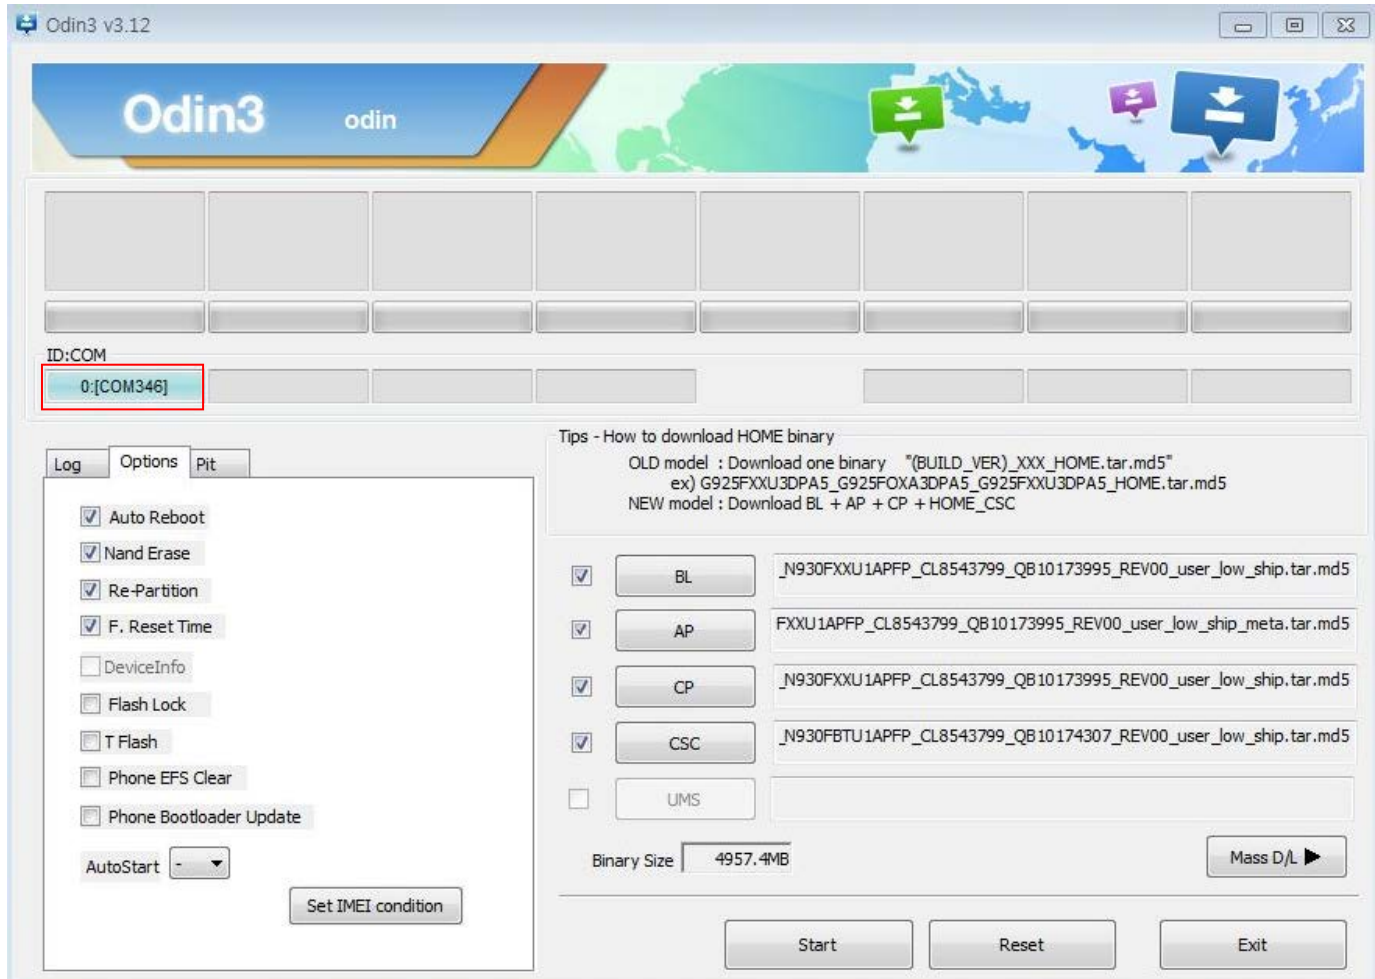 Odin3 v3.12
Odin3 odin
ID:COM
0:[COM346]
Log Options Pit
Auto Reboot
Nand Erase
Re-Partition
F. Reset Time
DeviceInfo
Flash Lock
T Flash
Phone EFS Clear
Phone Bootloader Update
AutoStart -
Set IMEI condition
Tips - How to download HOME binary
OLD model : Download one binary "(BUILD_VER)_XXX_HOME.tar.md5"
ex) G925FXXU3DPA5_G925FOXA3DPA5_G925FXXU3DPA5_HOME.tar.md5
NEW model : Download BL + AP + CP + HOME_CSC
BL _N930FXXU1APFP_CL8543799_QB10173995_REV00_user_low_ship.tar.md5
AP FXXU1APFP_CL8543799_QB10173995_REV00_user_low_ship_meta.tar.md5
CP _N930FXXU1APFP_CL8543799_QB10173995_REV00_user_low_ship.tar.md5
CSC _N930FBTU1APFP_CL8543799_QB10174307_REV00_user_low_ship.tar.md5
UMS
Binary Size 4957.4MB
Mass D/L
Start Reset Exit